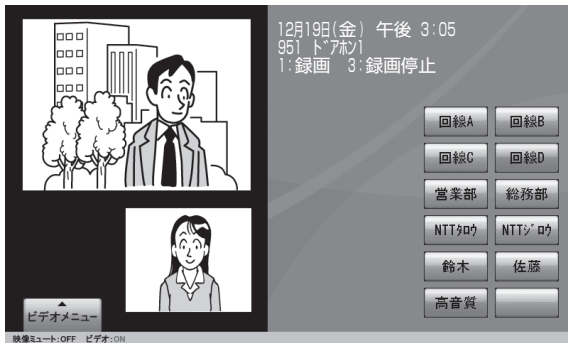 12月19日(金) 午後 3:05
951 ﾄﾞｱﾎﾝ1
1:録画 3:録画停止
回線A 回線B
回線C 回線D
営業部 総務部
NTTﾀﾛｳ NTTｼﾞﾛｳ
鈴木 佐藤
高音質
ビデオメニュー
映像ミュート:OFF ビデオ:ON